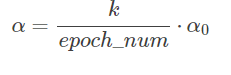 α = k / epoch_num · α₀